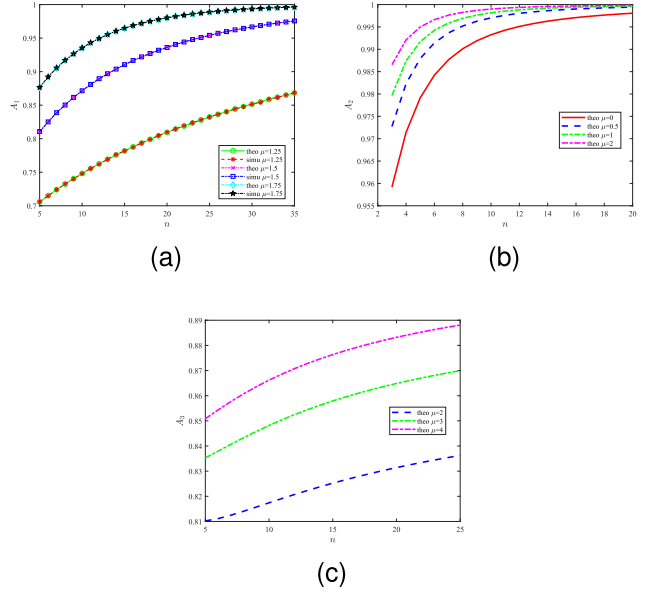 1
0.95
0.9
0.85
0.8
0.75
0.7
A1
5 10 15 20 25 30 35
n
theo μ=1.25
simu μ=1.25
theo μ=1.5
simu μ=1.5
theo μ=1.75
simu μ=1.75
(a)
1
0.995
0.99
0.985
0.98
0.975
0.97
0.965
0.96
0.955
A2
2 4 6 8 10 12 14 16 18 20
n
theo μ=0
theo μ=0.5
theo μ=1
theo μ=2
(b)
0.89
0.88
0.87
0.86
0.85
0.84
0.83
0.82
0.81
A3
5 10 15 20 25
n
theo μ=2
theo μ=3
theo μ=4
(c)